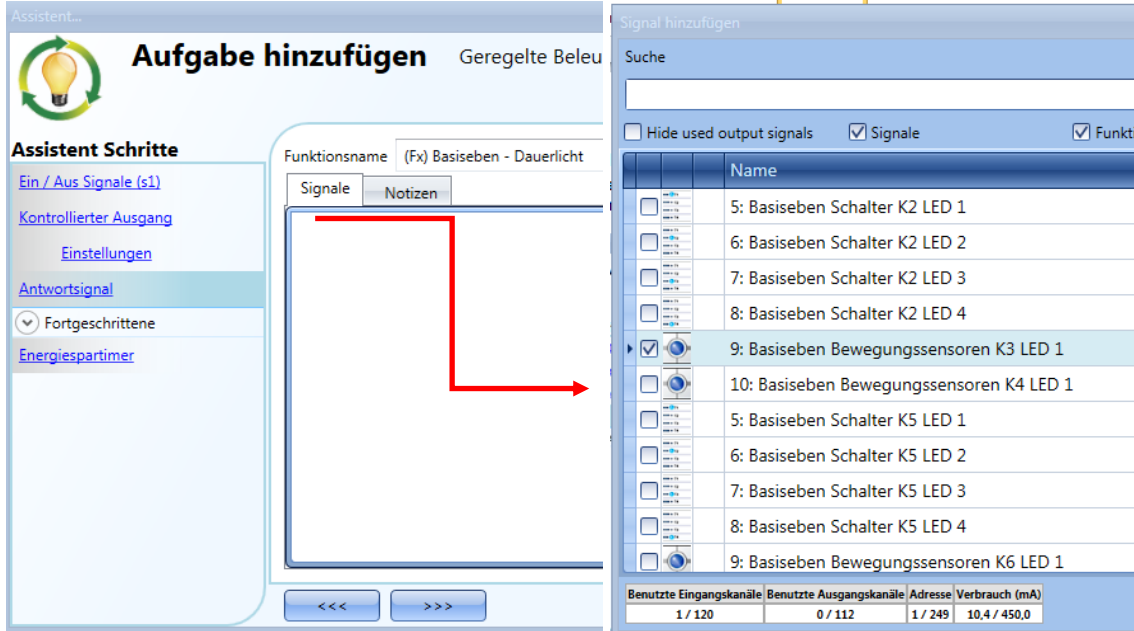 Assistent...
Aufgabe hinzufügen
Geregelte Beleu
Assistent Schritte
Ein / Aus Signale (s1)
Kontrollierter Ausgang
Einstellungen
Antwortsignal
Fortgeschrittene
Energiespartimer
Funktionsname (Fx) Basiseben - Dauerlicht
Signale Notizen
<<< >>>
Signal hinzufügen
Suche
Hide used output signals Signale Funkt
Name
5: Basiseben Schalter K2 LED 1
6: Basiseben Schalter K2 LED 2
7: Basiseben Schalter K2 LED 3
8: Basiseben Schalter K2 LED 4
9: Basiseben Bewegungssensoren K3 LED 1
10: Basiseben Bewegungssensoren K4 LED 1
5: Basiseben Schalter K5 LED 1
6: Basiseben Schalter K5 LED 2
7: Basiseben Schalter K5 LED 3
8: Basiseben Schalter K5 LED 4
9: Basiseben Bewegungssensoren K6 LED 1
Benutzte Eingangskanäle Benutzte Ausgangskanäle Adresse Verbrauch (mA)
1 / 120 0 / 112 1 / 249 10,4 / 450,0